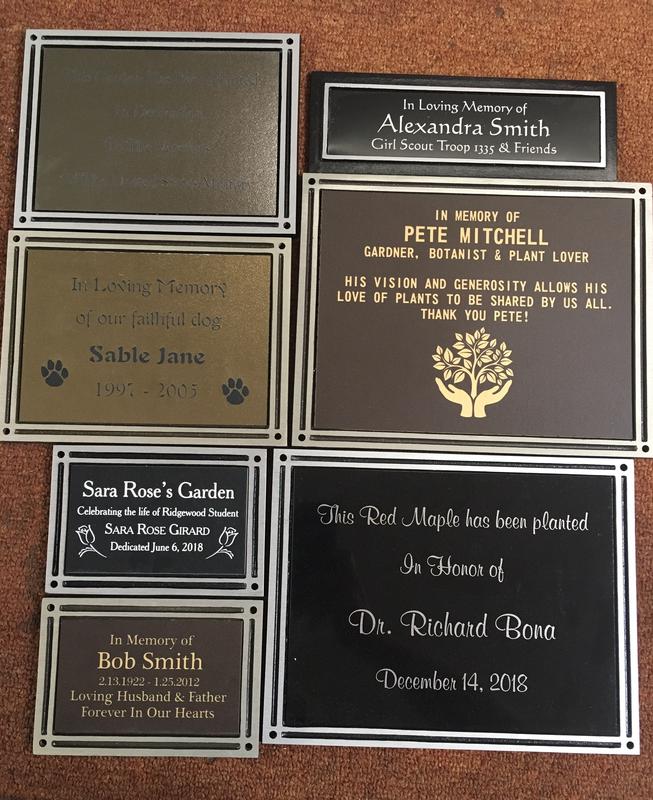 In Loving Memory of
Alexandra Smith
Girl Scout Troop 1335 & Friends
IN MEMORY OF
PETE MITCHELL
GARDNER, BOTANIST & PLANT LOVER
HIS VISION AND GENEROSITY ALLOWS HIS
LOVE OF PLANTS TO BE SHARED BY US ALL.
THANK YOU PETE!
In Loving Memory
of our faithful dog
Sable Jane
1997 - 2005
Sara Rose's Garden
Celebrating the life of Ridgewood Student
SARA ROSE GIRARD
Dedicated June 6, 2018
This Red Maple has been planted
In Honor of
Dr. Richard Bona
December 14, 2018
In Memory of
Bob Smith
2.13.1922 - 1.25.2012
Loving Husband & Father
Forever In Our Hearts